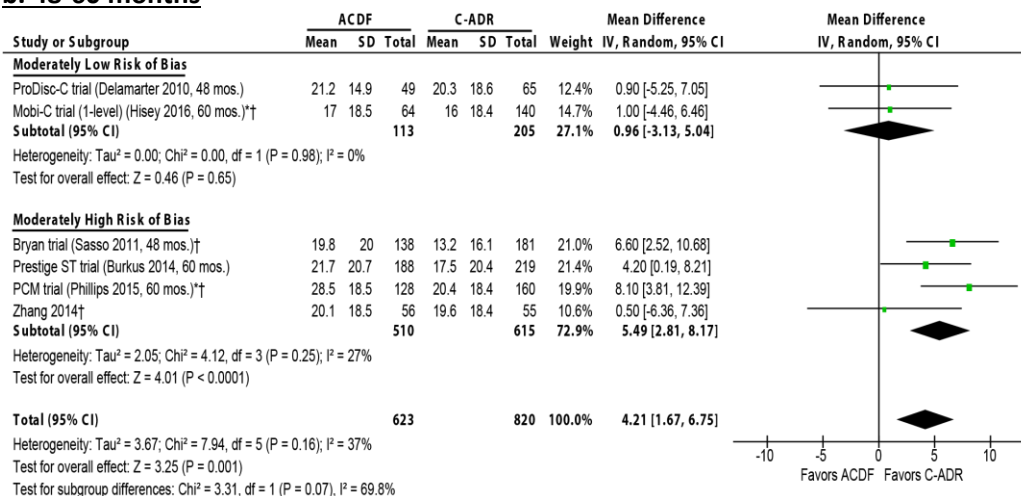 b. 48-60 months
ACDF C-ADR Mean Difference Mean Difference
Study or Subgroup Mean SD Total Mean SD Total Weight IV, Random, 95% CI IV, Random, 95% CI
Moderately Low Risk of Bias
ProDisc-C trial (Delamarter 2010, 48 mos.) 21.2 14.9 49 20.3 18.6 65 12.4% 0.90 [-5.25, 7.05]
Mobi-C trial (1-level) (Hisey 2016, 60 mos.)*† 17 18.5 64 16 18.4 140 14.7% 1.00 [-4.46, 6.46]
Subtotal (95% CI) 113 205 27.1% 0.96 [-3.13, 5.04]
Heterogeneity: Tau² = 0.00; Chi² = 0.00, df = 1 (P = 0.98); I² = 0%
Test for overall effect: Z = 0.46 (P = 0.65)
Moderately High Risk of Bias
Bryan trial (Sasso 2011, 48 mos.)† 19.8 20 138 13.2 16.1 181 21.0% 6.60 [2.52, 10.68]
Prestige ST trial (Burkus 2014, 60 mos.) 21.7 20.7 188 17.5 20.4 219 21.4% 4.20 [0.19, 8.21]
PCM trial (Phillips 2015, 60 mos.)*† 28.5 18.5 128 20.4 18.4 160 19.9% 8.10 [3.81, 12.39]
Zhang 2014† 20.1 18.5 56 19.6 18.4 55 9.6% 0.50 [-6.36, 7.36]
Subtotal (95% CI) 510 615 72.9% 5.49 [2.81, 8.17]
Heterogeneity: Tau² = 2.05; Chi² = 4.12, df = 3 (P = 0.25); I² = 27%
Test for overall effect: Z = 4.01 (P < 0.0001)
Total (95% CI) 623 820 100.0% 4.21 [1.67, 6.75]
Heterogeneity: Tau² = 3.67; Chi² = 7.94, df = 5 (P = 0.16); I² = 37%
Test for overall effect: Z = 3.25 (P = 0.001)
Test for subgroup differences: Chi² = 3.31, df = 1 (P = 0.07), I² = 69.8%
-10 -5 0 5 10
Favors ACDF Favors C-ADR